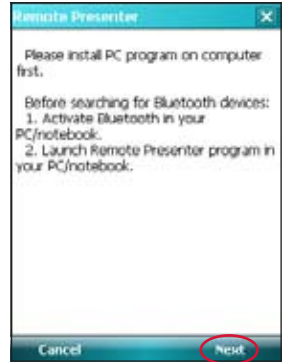 Remote Presenter
Please install PC program on computer
first.
Before searching for Bluetooth devices:
1. Activate Bluetooth in your
PC/notebook.
2. Launch Remote Presenter program in
your PC/notebook.
Cancel Next